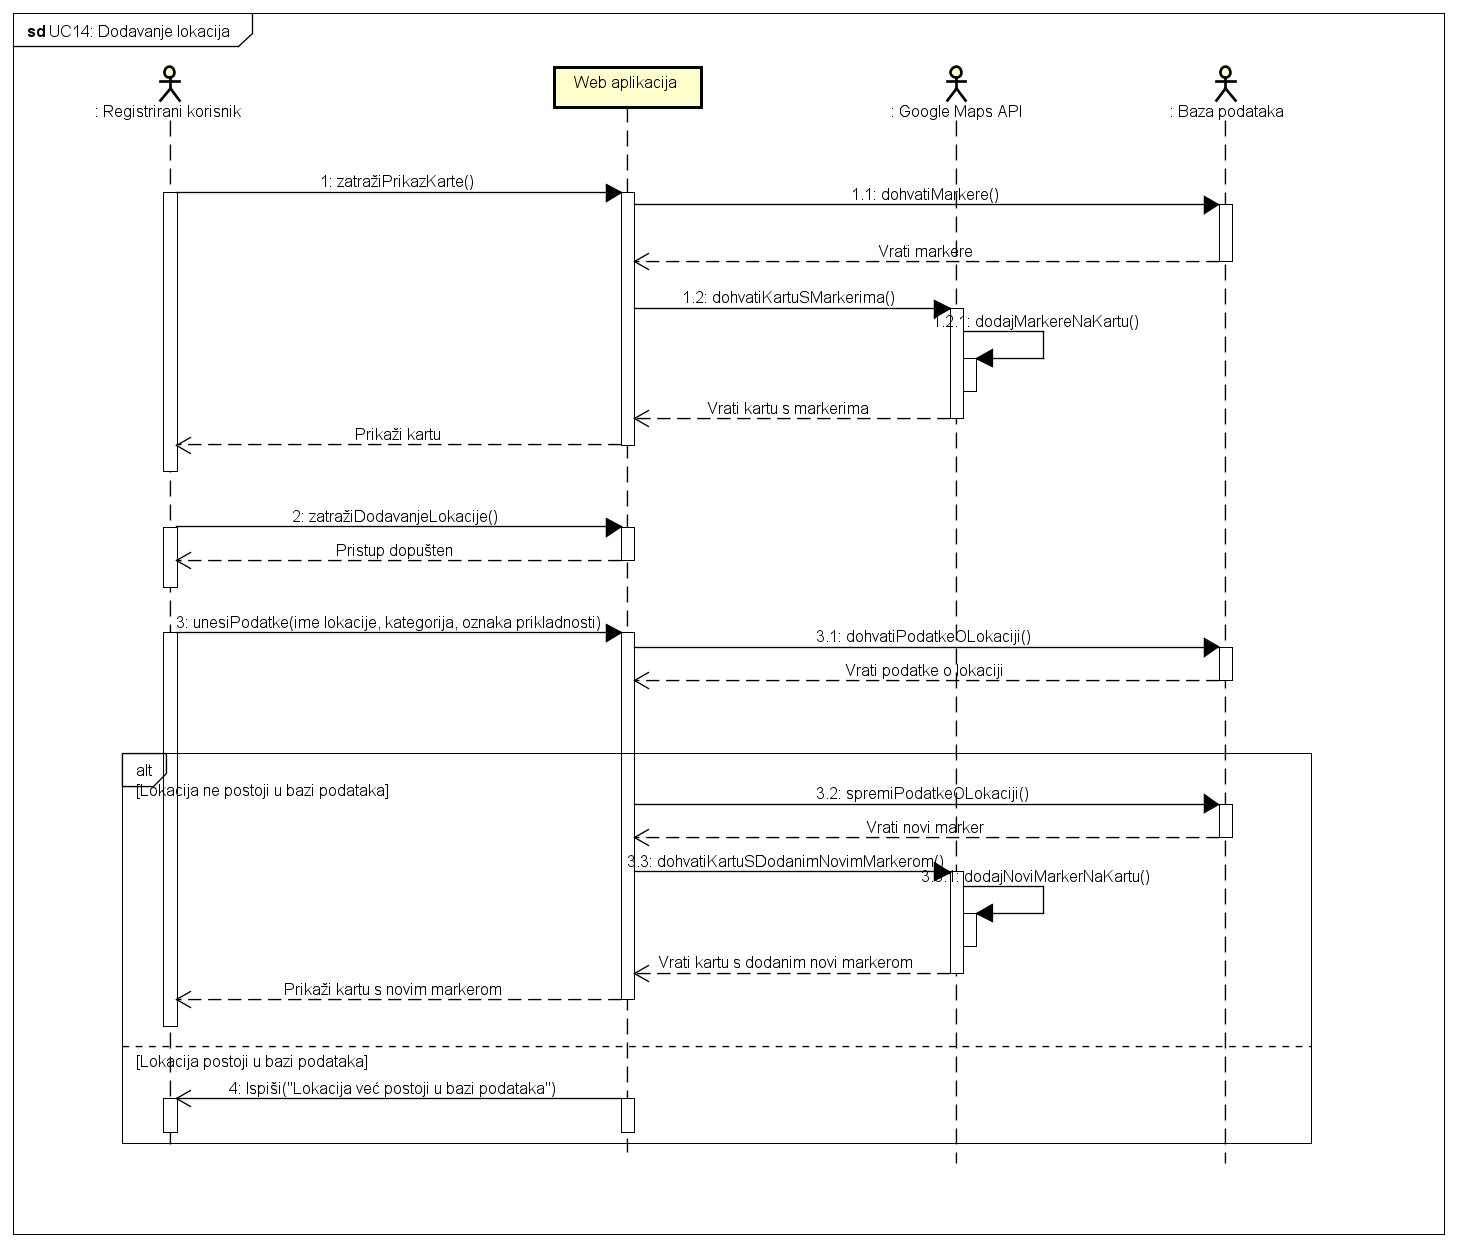 sd UC14: Dodavanje lokacija
: Registrirani korisnik
Web aplikacija
: Google Maps API
: Baza podataka
1: zatražiPrikazKarte()
1.1: dohvatiMarkere()
Vrati markere
1.2: dohvatiKartuSMarkerima()
1.2.1: dodajMarkereNaKartu()
Vrati kartu s markerima
Prikaži kartu
2: zatražiDodavanjeLokacije()
Pristup dopušten
3: unesiPodatke(ime lokacije, kategorija, oznaka prikladnosti)
3.1: dohvatiPodatkeOLokaciji()
Vrati podatke o lokaciji
alt
[Lokacija ne postoji u bazi podataka]
3.2: spremiPodatkeOLokaciji()
Vrati novi marker
3.3: dohvatiKartuSDodanimNovimMarkerom()
3.3.1: dodajNoviMarkerNaKartu()
Vrati kartu s dodanim novi markerom
Prikaži kartu s novim markerom
[Lokacija postoji u bazi podataka]
4: Ispiši("Lokacija već postoji u bazi podataka")